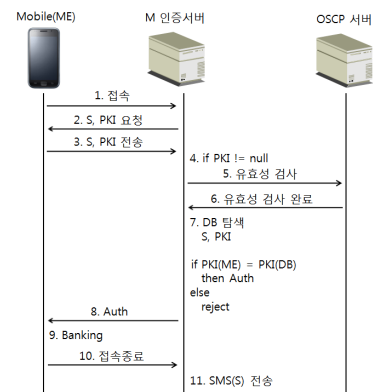 Mobile(ME)
M 인증서버
OSCP 서버
1. 접속
2. S, PKI 요청
3. S, PKI 전송
4. if PKI != null
5. 유효성 검사
6. 유효성 검사 완료
7. DB 탐색
S, PKI
if PKI(ME) = PKI(DB)
then Auth
else
reject
8. Auth
9. Banking
10. 접속종료
11. SMS(S) 전송